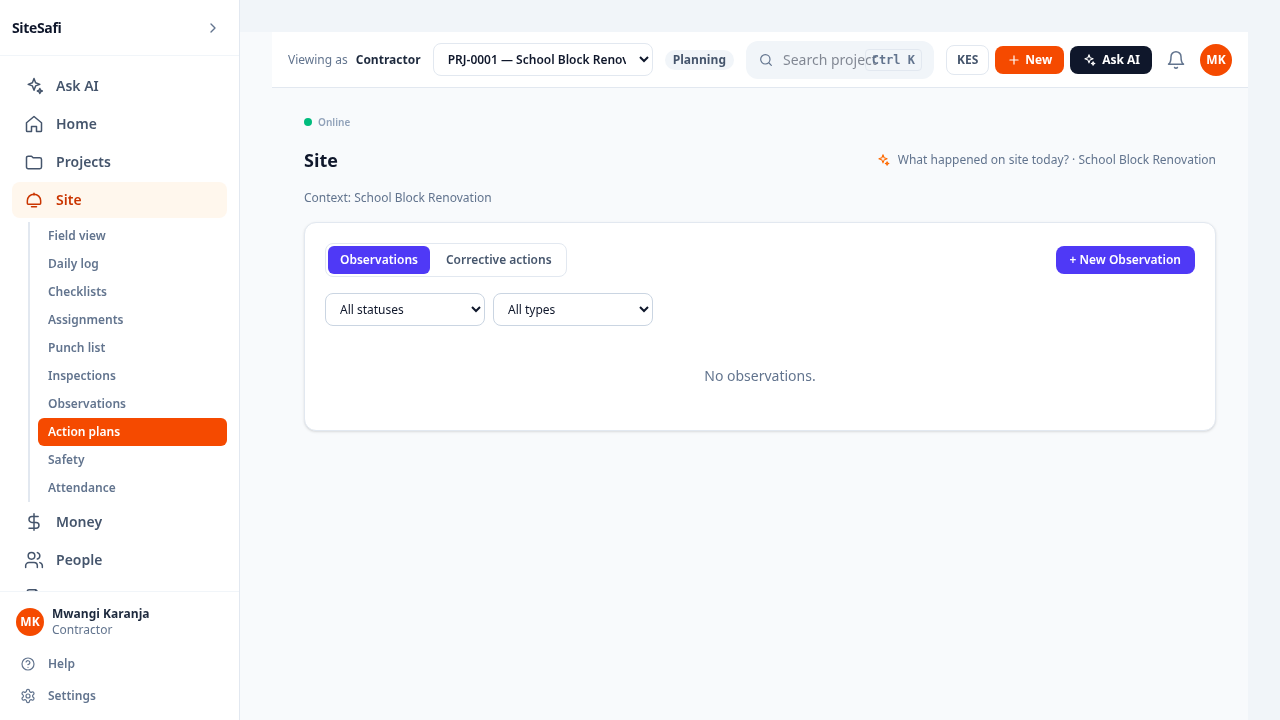 SiteSafi
Ask AI
Home
Projects
Site
Field view
Daily log
Checklists
Assignments
Punch list
Inspections
Observations
Action plans
Safety
Attendance
Money
People
MK
Mwangi Karanja
Contractor
Help
Settings
Viewing as Contractor
PRJ-0001 — School Block Renov
Planning
Search project
Ctrl K
KES
New
Ask AI
MK
Online
Site
What happened on site today? · School Block Renovation
Context: School Block Renovation
Observations
Corrective actions
+ New Observation
All statuses
All types
No observations.